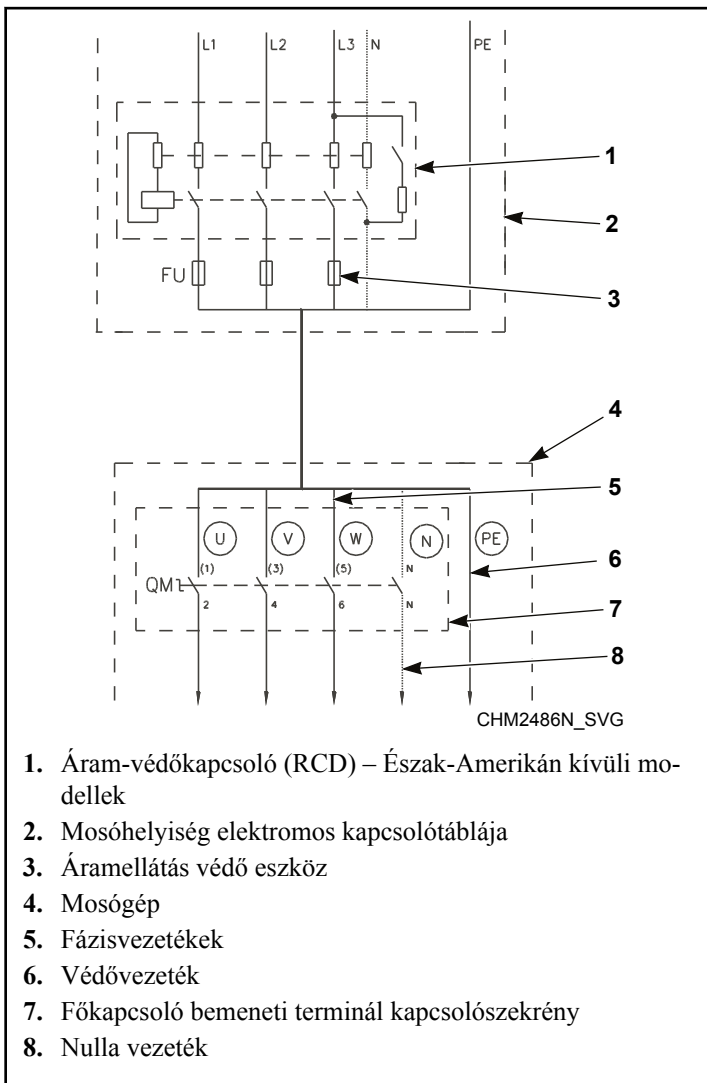 L1 L2 L3 N PE
1
2
FU 3
4
5
U V W N PE
(1) (3) (5) N 6
QM
2 4 6 N 7
8
CHM2486N_SVG
1. Áram-védőkapcsoló (RCD) – Észak-Amerikán kívüli mo-
dellek
2. Mosóhelyiség elektromos kapcsolótáblája
3. Áramellátás védő eszköz
4. Mosógép
5. Fázisvezetékek
6. Védővezeték
7. Főkapcsoló bemeneti terminál kapcsolószekrény
8. Nulla vezeték